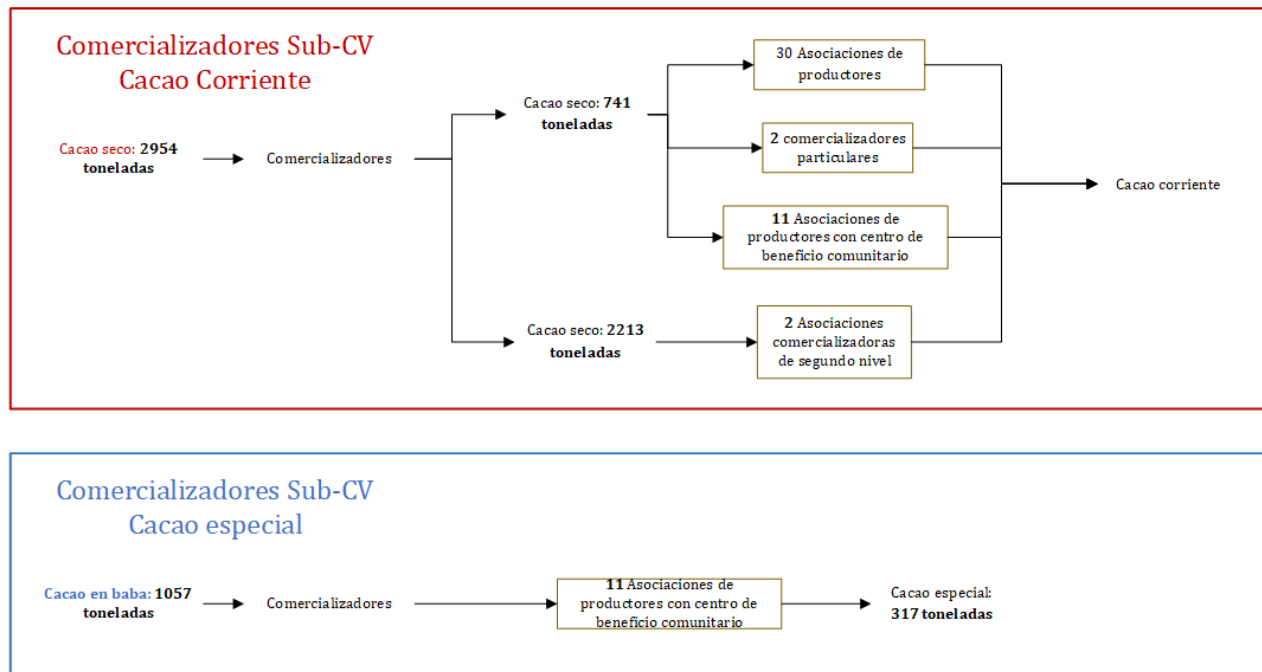 Comercializadores Sub-CV
Cacao Corriente
Cacao seco: 2954
toneladas
Comercializadores
Cacao seco: 741
toneladas
30 Asociaciones de
productores
2 comercializadores
particulares
11 Asociaciones de
productores con centro de
beneficio comunitario
Cacao seco: 2213
toneladas
2 Asociaciones
comercializadoras
de segundo nivel
Cacao corriente
Comercializadores Sub-CV
Cacao especial
Cacao en baba: 1057
toneladas
Comercializadores
11 Asociaciones de
productores con centro de
beneficio comunitario
Cacao especial:
317 toneladas